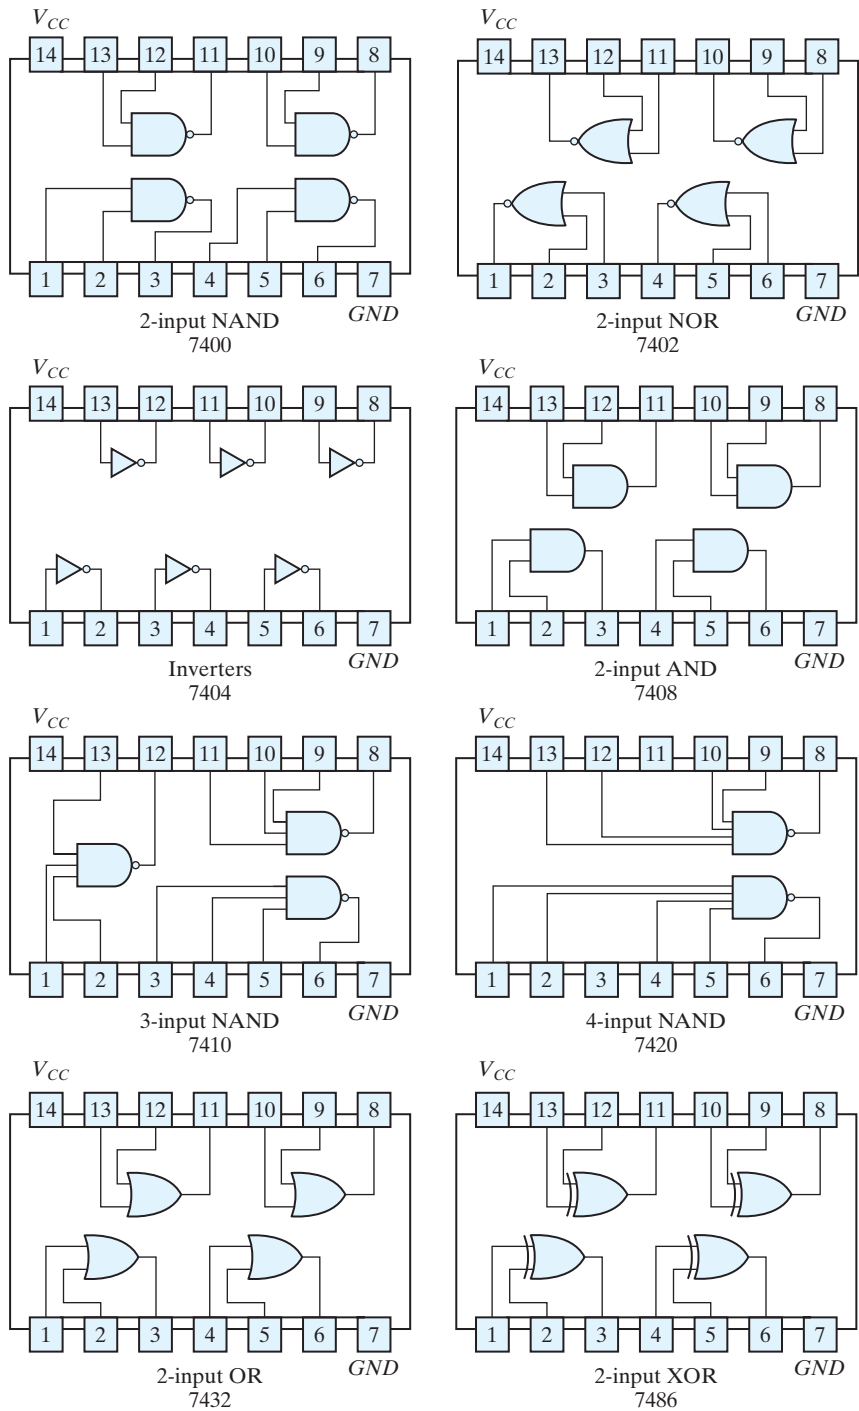 V_CC
14 13 12 11 10 9 8
1 2 3 4 5 6 7
GND
2-input NAND
7400
V_CC
14 13 12 11 10 9 8
1 2 3 4 5 6 7
GND
2-input NOR
7402
V_CC
14 13 12 11 10 9 8
1 2 3 4 5 6 7
GND
Inverters
7404
V_CC
14 13 12 11 10 9 8
1 2 3 4 5 6 7
GND
2-input AND
7408
V_CC
14 13 12 11 10 9 8
1 2 3 4 5 6 7
GND
3-input NAND
7410
V_CC
14 13 12 11 10 9 8
1 2 3 4 5 6 7
GND
4-input NAND
7420
V_CC
14 13 12 11 10 9 8
1 2 3 4 5 6 7
GND
2-input OR
7432
V_CC
14 13 12 11 10 9 8
1 2 3 4 5 6 7
GND
2-input XOR
7486